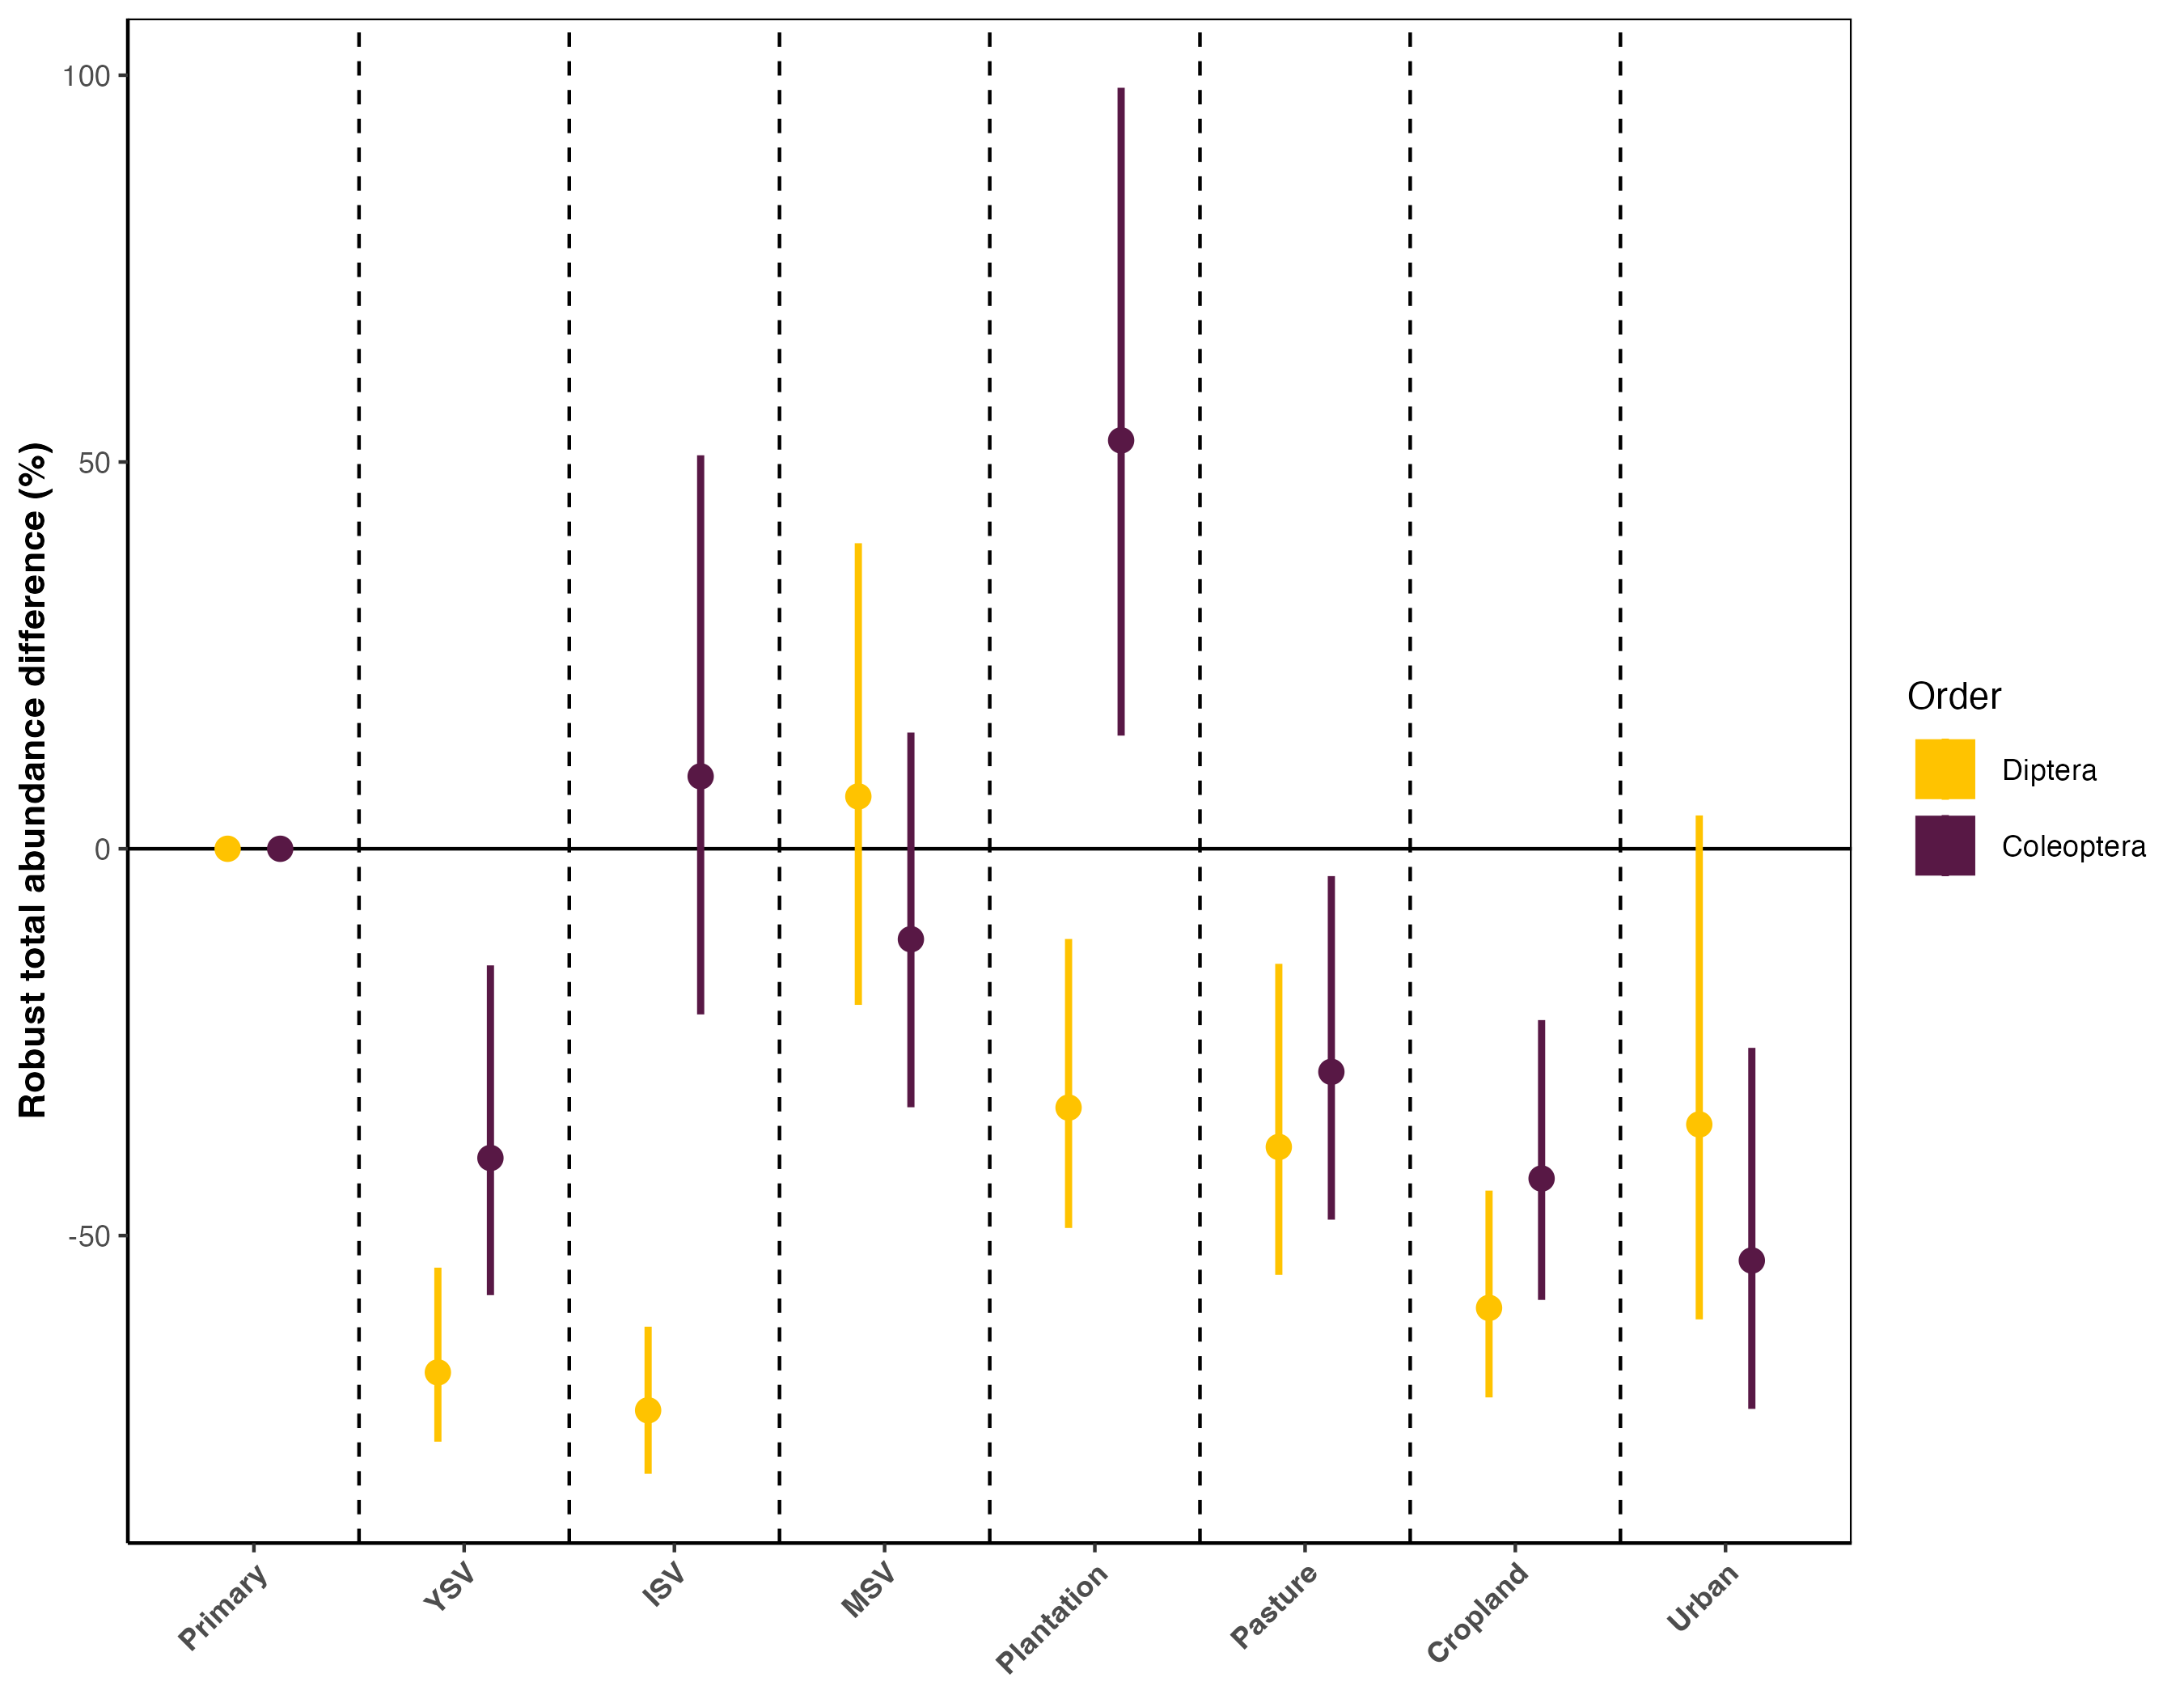 Robust total abundance difference (%)
100
50
0
-50
Primary
YSV
ISV
MSV
Plantation
Pasture
Cropland
Urban
Order
Diptera
Coleoptera